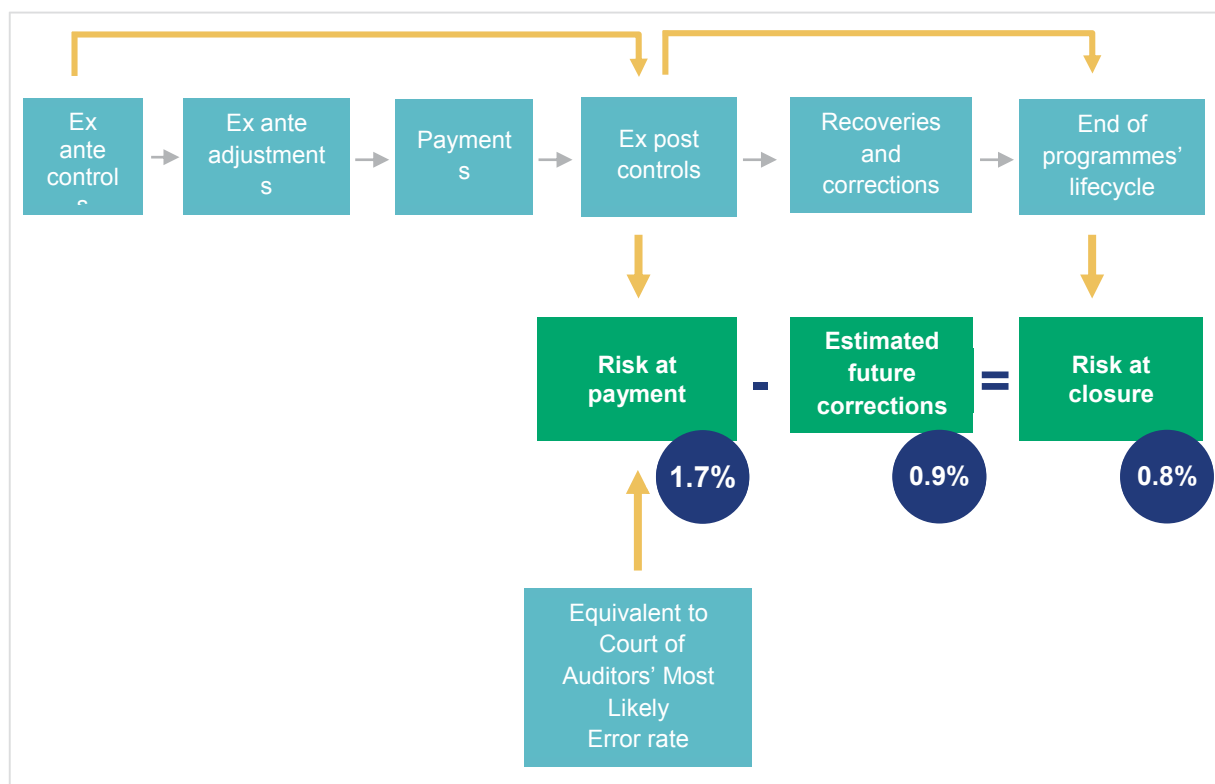 Ex
ante
control
s
Ex ante
adjustment
s
Payment
s
Ex post
controls
Recoveries
and
corrections
End of
programmes’
lifecycle
Risk at
payment
-
Estimated
future
corrections
=
Risk at
closure
1.7%
0.9%
0.8%
Equivalent to
Court of
Auditors’ Most
Likely
Error rate